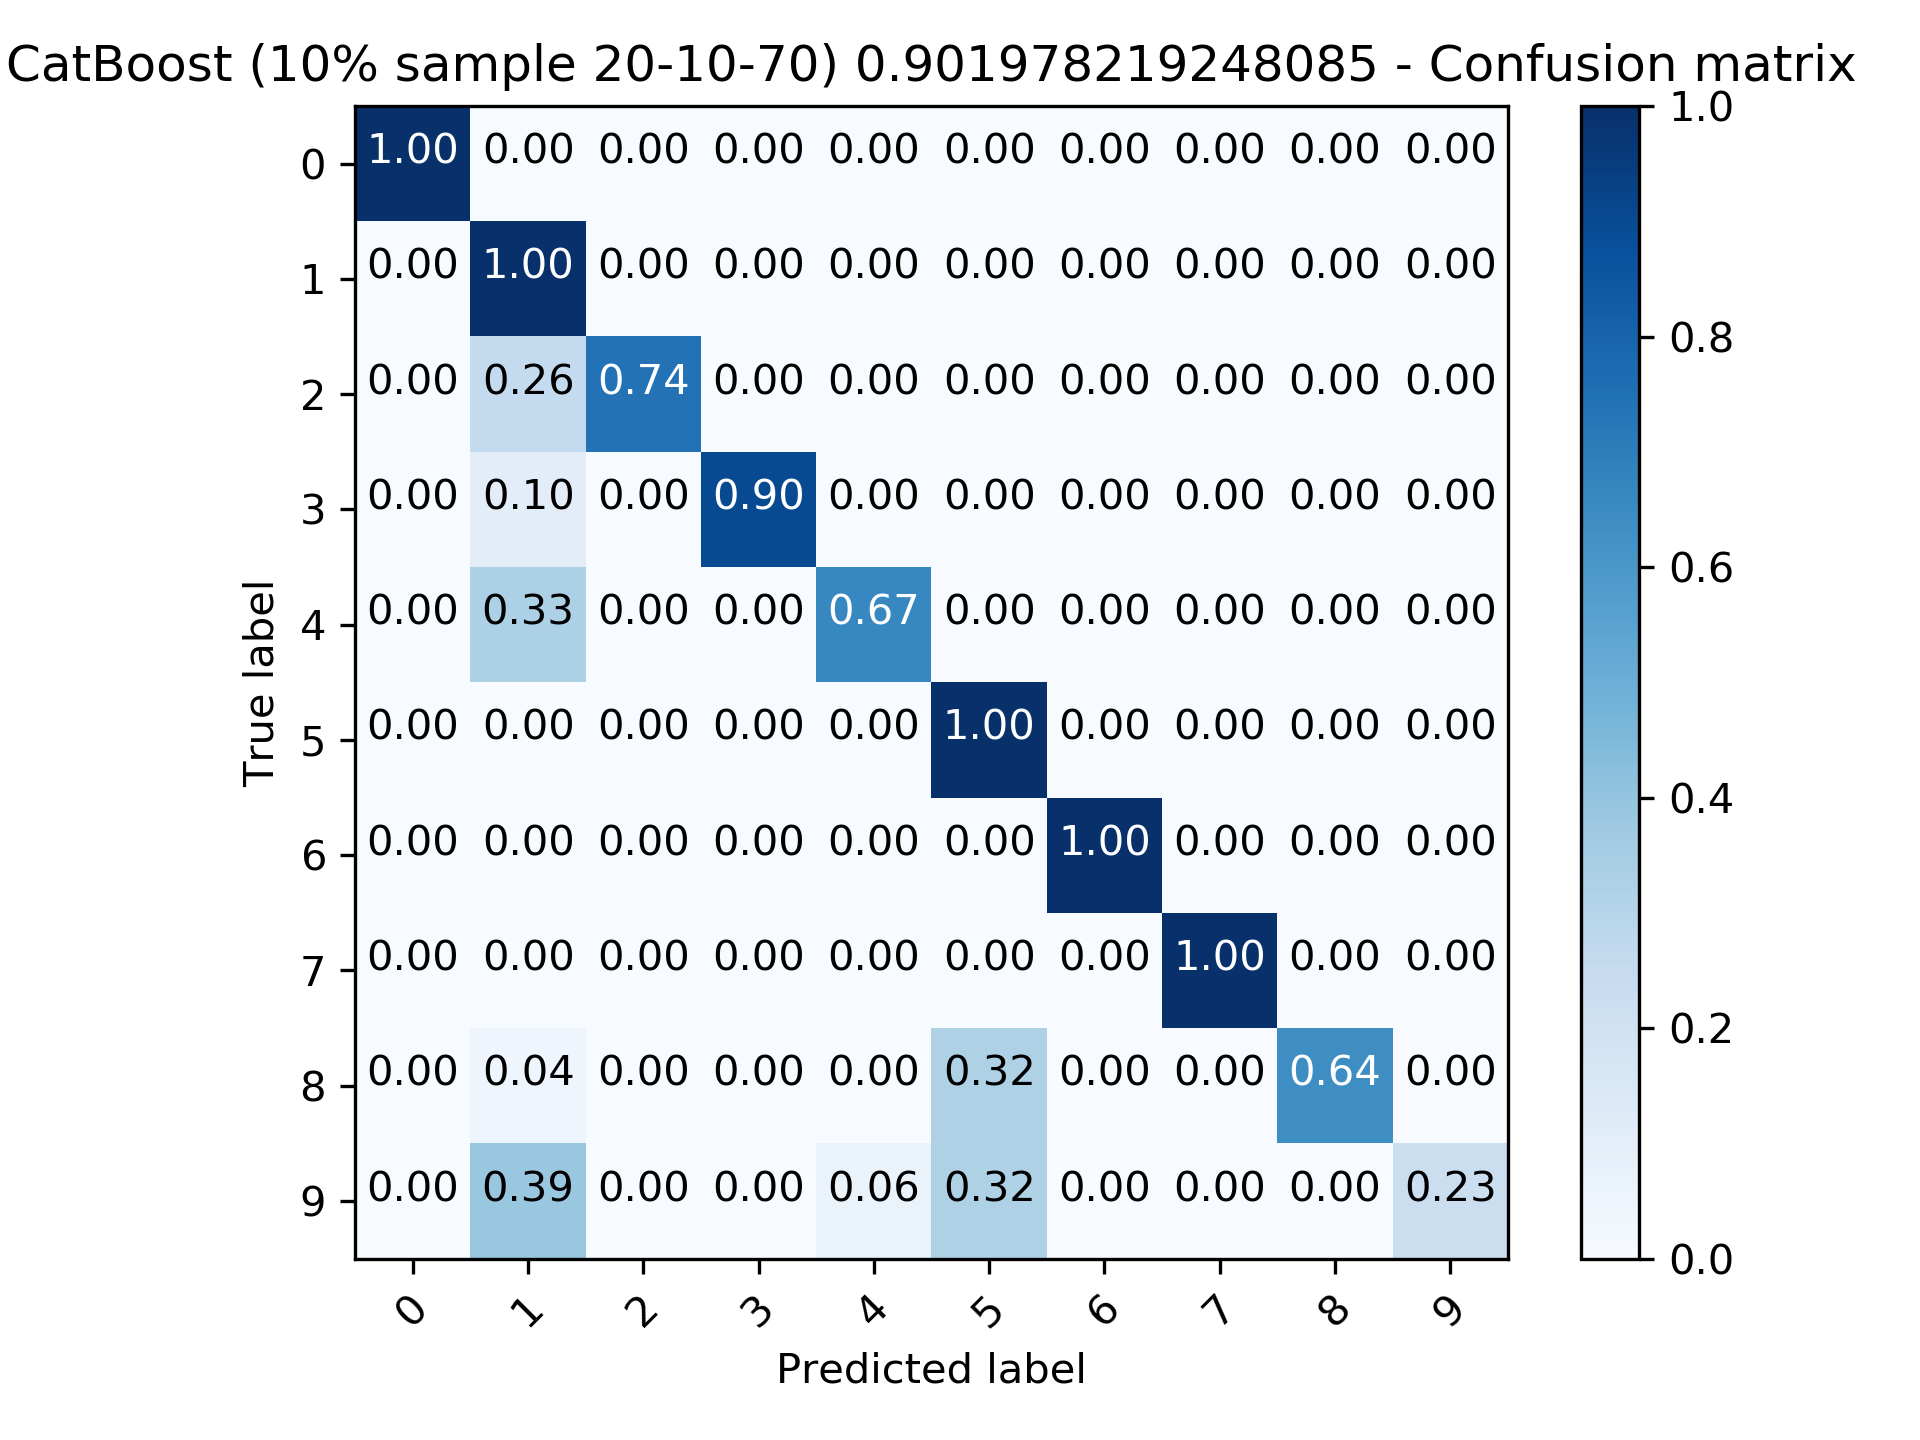 CatBoost (10% sample 20-10-70) 0.901978219248085 - Confusion matrix
0 1.00 0.00 0.00 0.00 0.00 0.00 0.00 0.00 0.00 0.00
1 0.00 1.00 0.00 0.00 0.00 0.00 0.00 0.00 0.00 0.00
2 0.00 0.26 0.74 0.00 0.00 0.00 0.00 0.00 0.00 0.00
3 0.00 0.10 0.00 0.90 0.00 0.00 0.00 0.00 0.00 0.00
4 0.00 0.33 0.00 0.00 0.67 0.00 0.00 0.00 0.00 0.00
5 0.00 0.00 0.00 0.00 0.00 1.00 0.00 0.00 0.00 0.00
6 0.00 0.00 0.00 0.00 0.00 0.00 1.00 0.00 0.00 0.00
7 0.00 0.00 0.00 0.00 0.00 0.00 0.00 1.00 0.00 0.00
8 0.00 0.04 0.00 0.00 0.00 0.32 0.00 0.00 0.64 0.00
9 0.00 0.39 0.00 0.00 0.06 0.32 0.00 0.00 0.00 0.23
0 1 2 3 4 5 6 7 8 9
Predicted label
True label
1.0
0.8
0.6
0.4
0.2
0.0